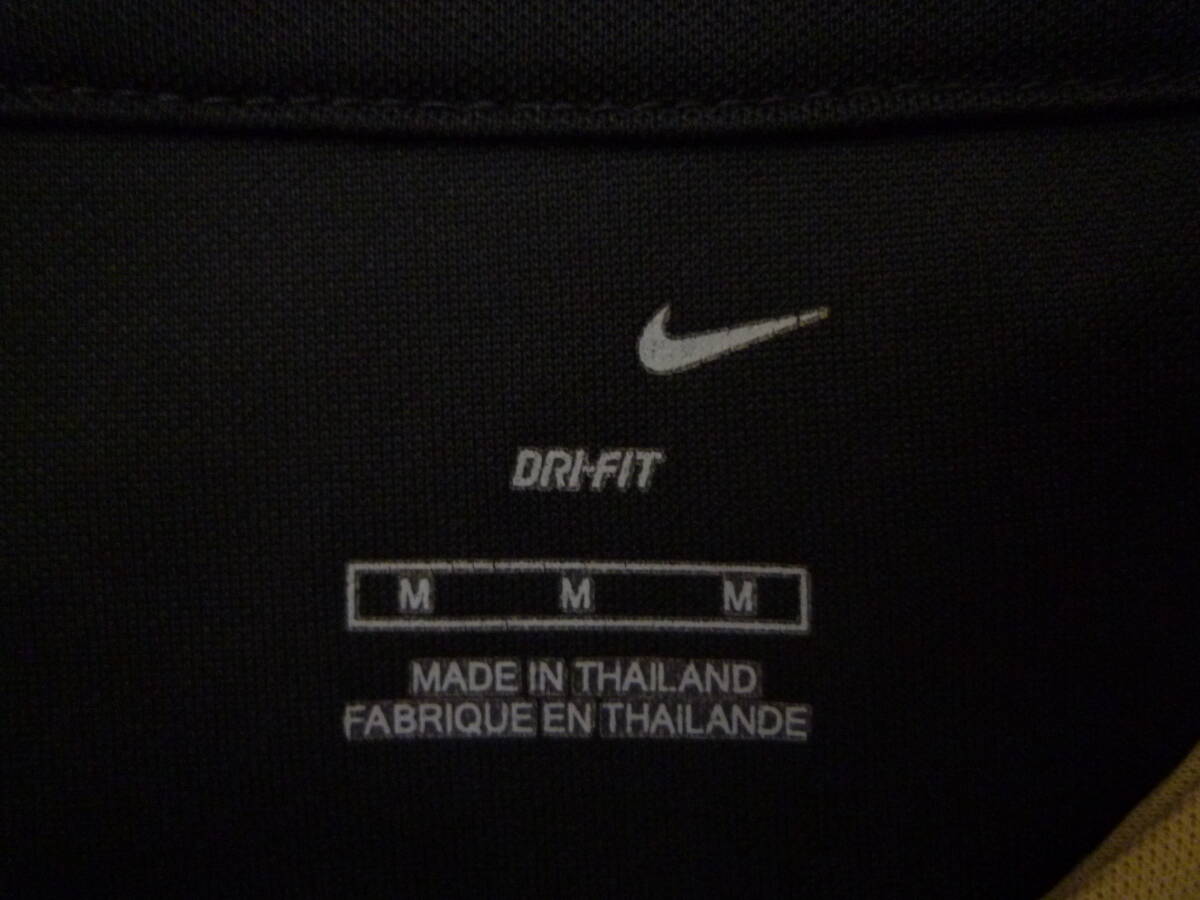 DRI-FIT
M M M
MADE IN THAILAND
FABRIQUE EN THAILANDE